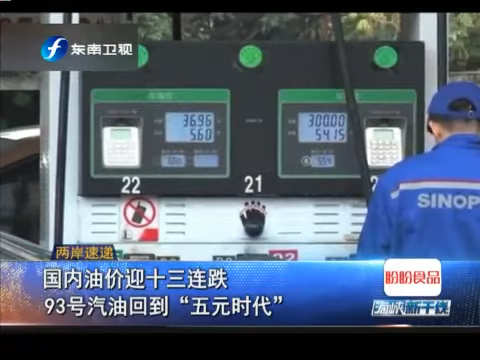 东南卫视
36.96
5.60
300.00
54.15
554
22
21
SINOP
两岸速递
国内油价迎十三连跌
93号汽油回到“五元时代”
盼盼食品
海峡新干线